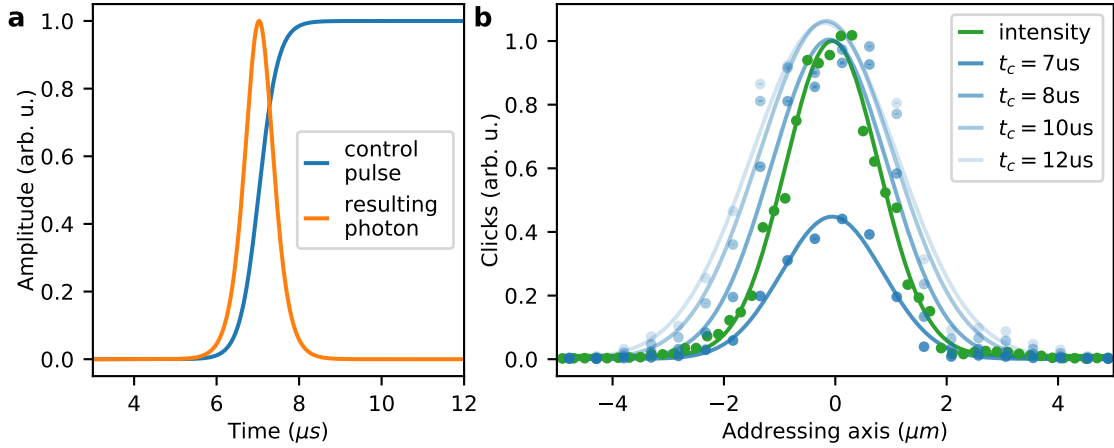 a
1.0
0.8
0.6
0.4
0.2
0.0
Amplitude (arb. u.)
control
pulse
resulting
photon
4 6 8 10 12
Time (μs)
b
1.0
0.8
0.6
0.4
0.2
0.0
Clicks (arb. u.)
intensity
t_c = 7us
t_c = 8us
t_c = 10us
t_c = 12us
−4 −2 0 2 4
Addressing axis (μm)